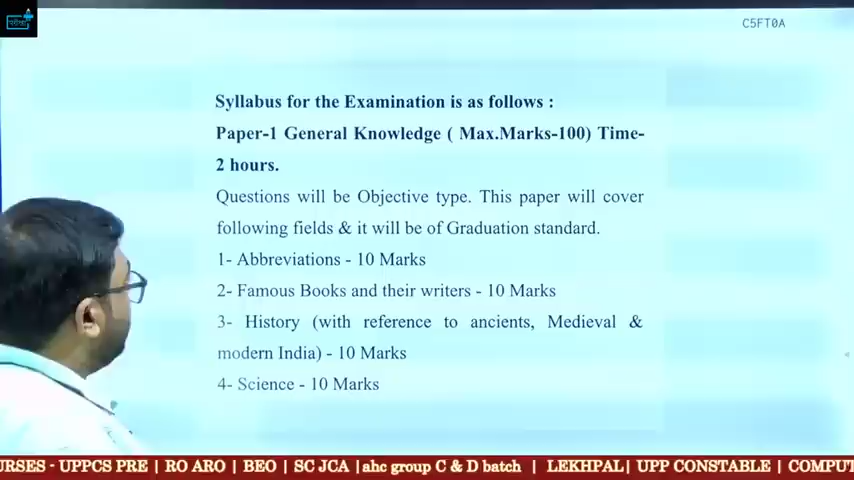 परीक्षा
C5FT0A
Syllabus for the Examination is as follows :
Paper-1 General Knowledge ( Max.Marks-100) Time-
2 hours.
Questions will be Objective type. This paper will cover
following fields & it will be of Graduation standard.
1- Abbreviations - 10 Marks
2- Famous Books and their writers - 10 Marks
3- History (with reference to ancients, Medieval &
modern India) - 10 Marks
4- Science - 10 Marks
URSES - UPPCS PRE | RO ARO | BEO | SC JCA |ahc group C & D batch | LEKHPAL| UPP CONSTABLE | COMPUT